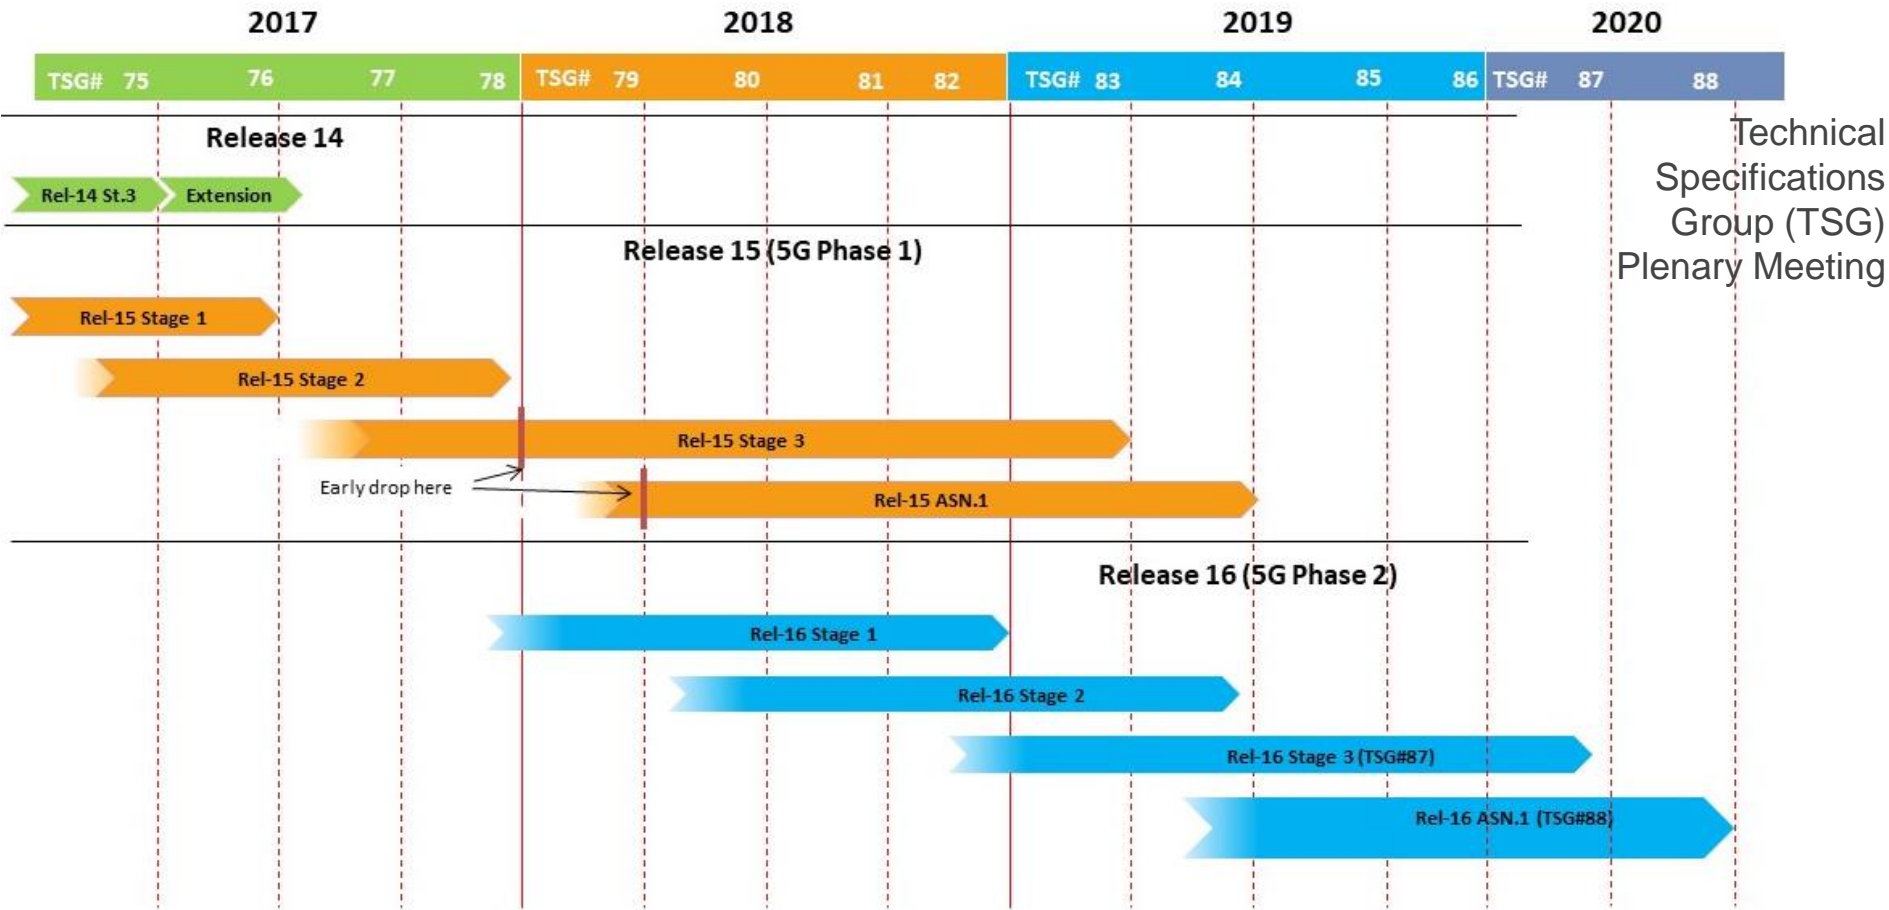 2017 2018 2019 2020
TSG# 75 76 77 78 TSG# 79 80 81 82 TSG# 83 84 85 86 TSG# 87 88
Technical
Specifications
Group (TSG)
Plenary Meeting
Release 14
Rel-14 St.3 Extension
Release 15 (5G Phase 1)
Rel-15 Stage 1
Rel-15 Stage 2
Rel-15 Stage 3
Early drop here
Rel-15 ASN.1
Release 16 (5G Phase 2)
Rel-16 Stage 1
Rel-16 Stage 2
Rel-16 Stage 3 (TSG#87)
Rel-16 ASN.1 (TSG#88)